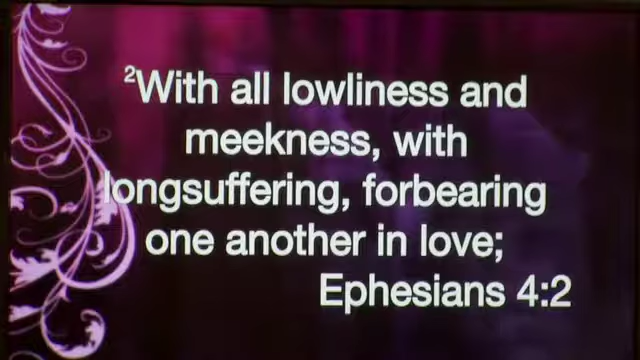 ²With all lowliness and
meekness, with
longsuffering, forbearing
one another in love;
Ephesians 4:2